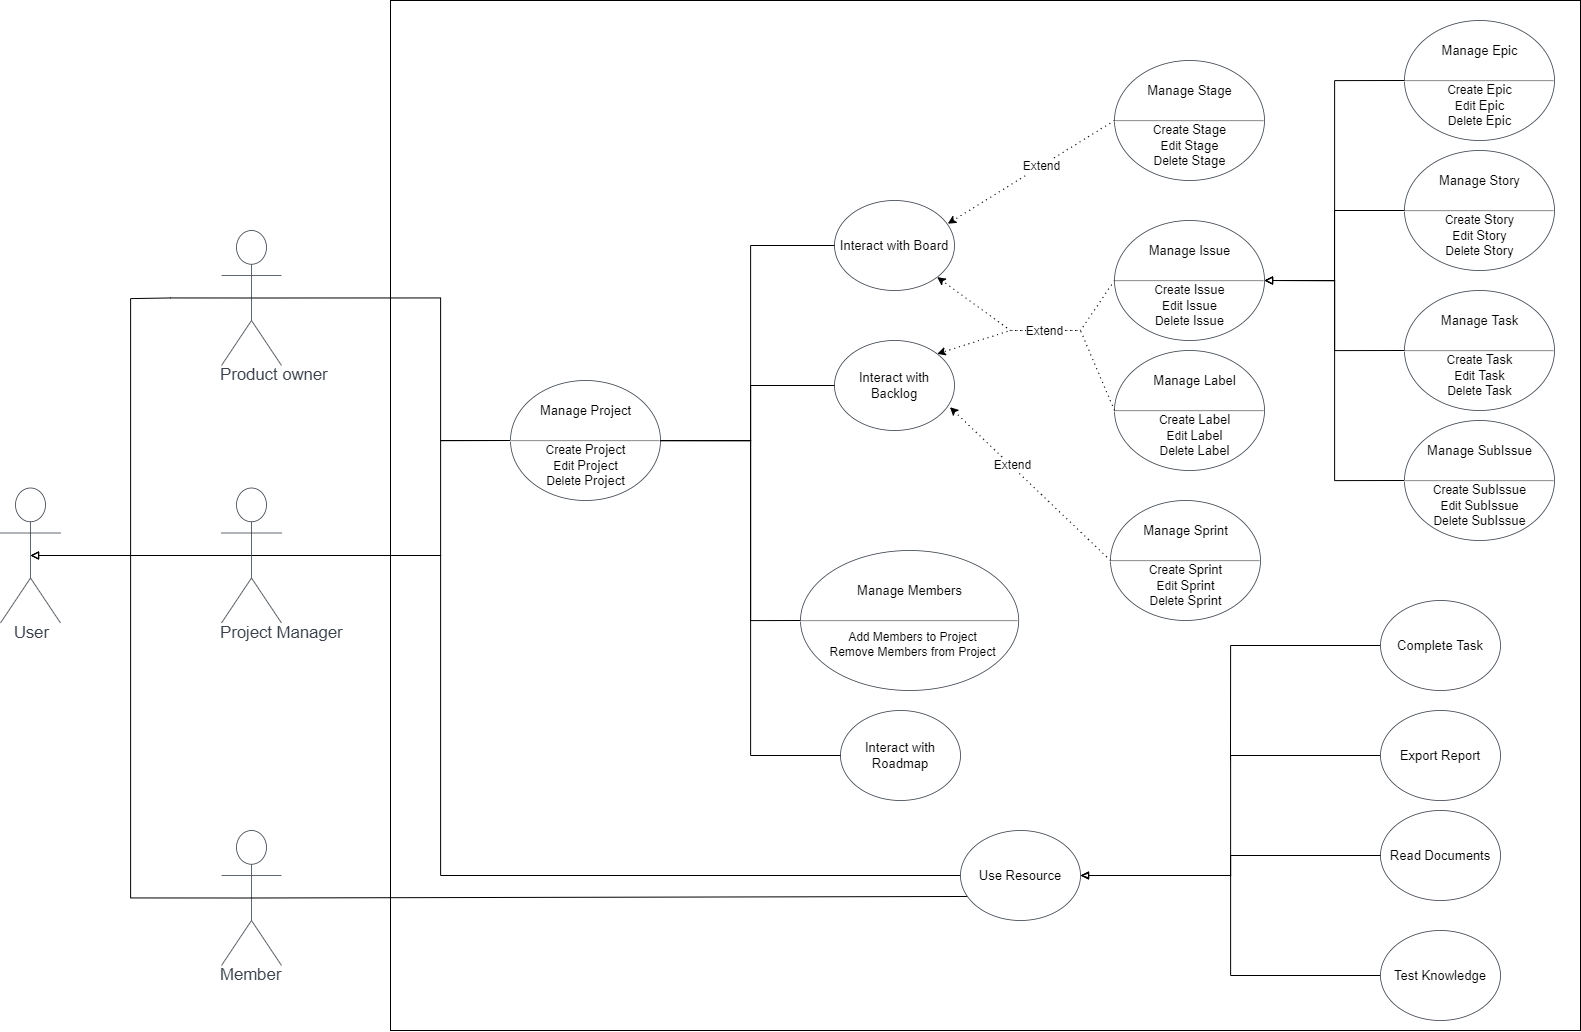 Manage Epic
Create Epic
Edit Epic
Delete Epic
Manage Stage
Create Stage
Edit Stage
Delete Stage
Extend
Manage Story
Create Story
Edit Story
Delete Story
Interact with Board
Manage Issue
Create Issue
Edit Issue
Delete Issue
Extend
Manage Task
Create Task
Edit Task
Delete Task
Product owner
Interact with
Backlog
Manage Label
Create Label
Edit Label
Delete Label
Manage Project
Create Project
Edit Project
Delete Project
Extend
Manage SubIssue
Create SubIssue
Edit SubIssue
Delete SubIssue
Manage Sprint
Create Sprint
Edit Sprint
Delete Sprint
User
Project Manager
Manage Members
Add Members to Project
Remove Members from Project
Complete Task
Interact with
Roadmap
Export Report
Use Resource
Read Documents
Member
Test Knowledge